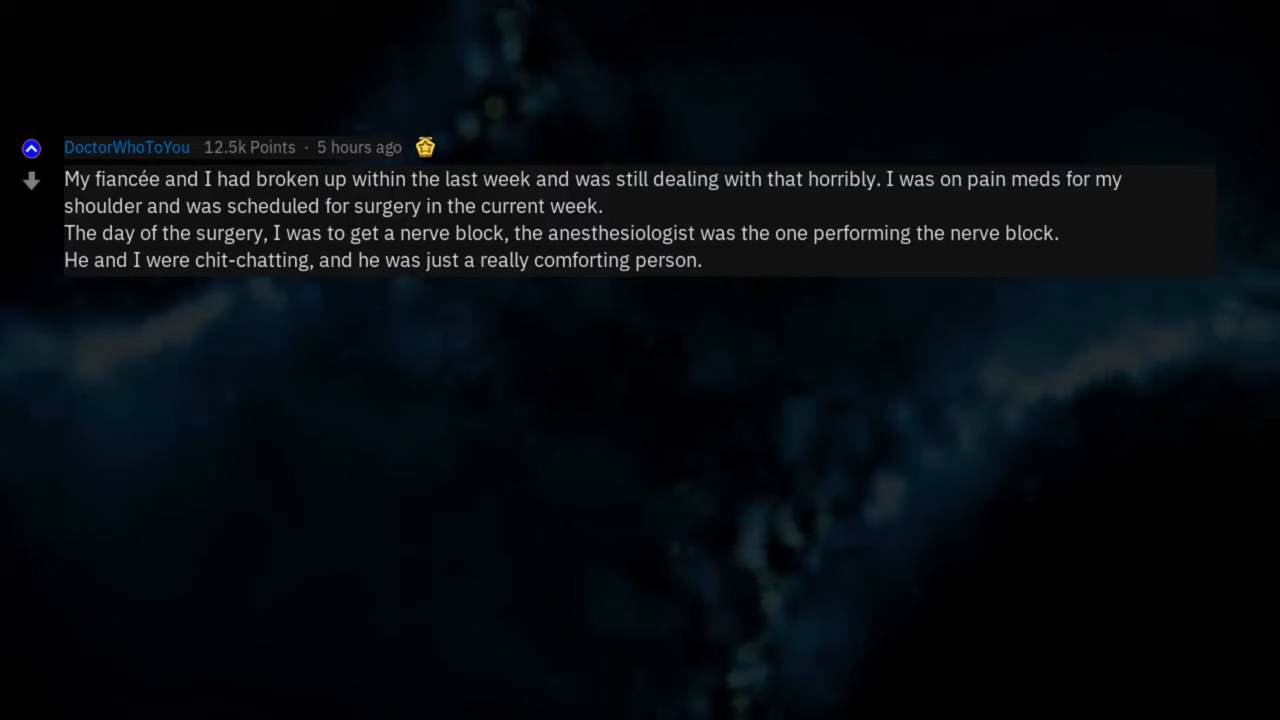 DoctorWhoToYou 12.5k Points · 5 hours ago
My fiancée and I had broken up within the last week and was still dealing with that horribly. I was on pain meds for my
shoulder and was scheduled for surgery in the current week.
The day of the surgery, I was to get a nerve block, the anesthesiologist was the one performing the nerve block.
He and I were chit-chatting, and he was just a really comforting person.